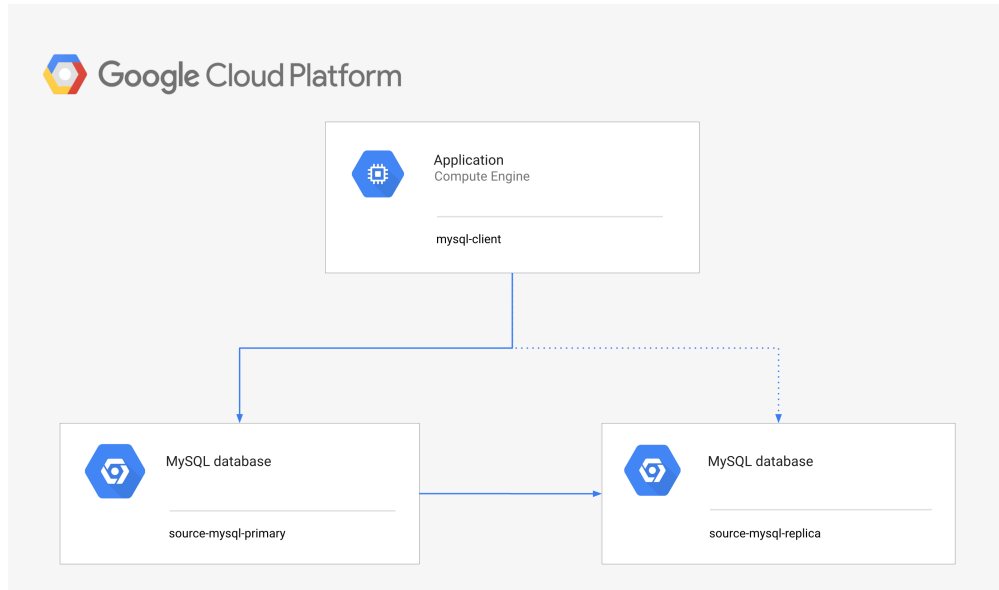 Google Cloud Platform
Application
Compute Engine
mysql-client
MySQL database
source-mysql-primary
MySQL database
source-mysql-replica